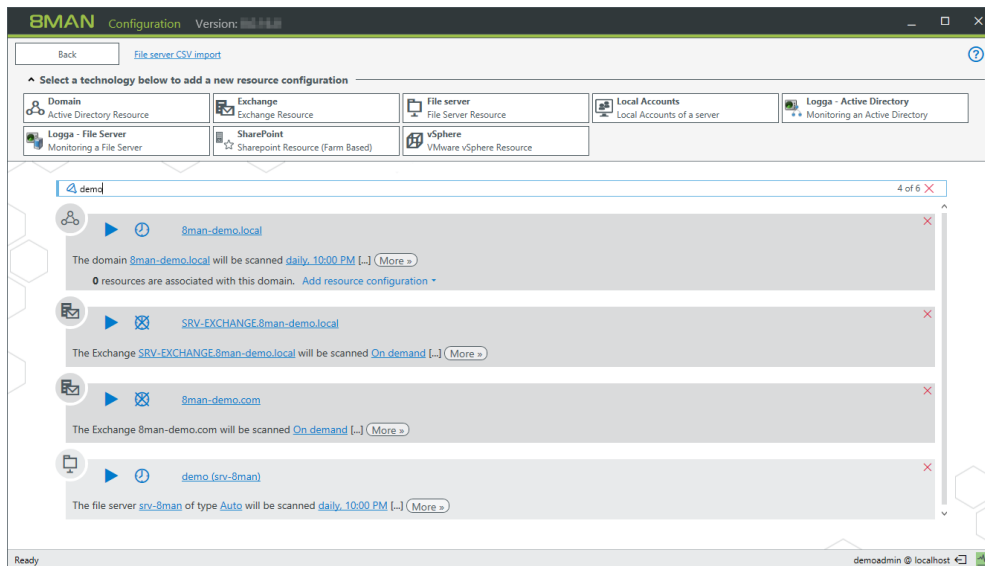 8MAN Configuration Version:
Back File server CSV import
Select a technology below to add a new resource configuration
Domain
Active Directory Resource
Exchange
Exchange Resource
File server
File Server Resource
Local Accounts
Local Accounts of a server
Logga - Active Directory
Monitoring an Active Directory
Logga - File Server
Monitoring a File Server
SharePoint
Sharepoint Resource (Farm Based)
vSphere
VMware vSphere Resource
demo 4 of 6
8man-demo.local
The domain 8man-demo.local will be scanned daily, 10:00 PM [...] More »
0 resources are associated with this domain. Add resource configuration
SRV-EXCHANGE.8man-demo.local
The Exchange SRV-EXCHANGE.8man-demo.local will be scanned On demand [...] More »
8man-demo.com
The Exchange 8man-demo.com will be scanned On demand [...] More »
demo (srv-8man)
The file server srv-8man of type Auto will be scanned daily, 10:00 PM [...] More »
Ready demoadmin @ localhost